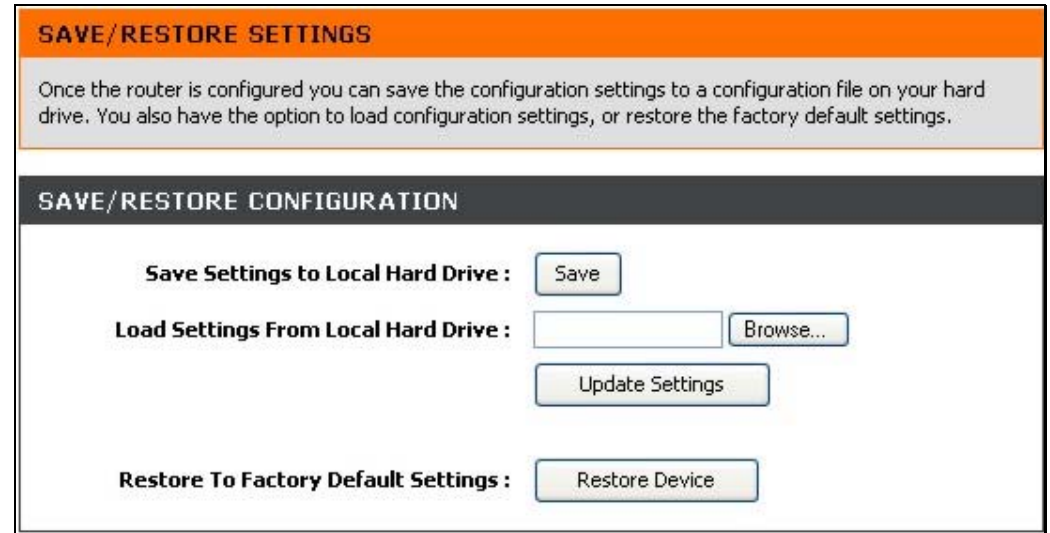 SAVE/RESTORE SETTINGS
Once the router is configured you can save the configuration settings to a configuration file on your hard
drive. You also have the option to load configuration settings, or restore the factory default settings.
SAVE/RESTORE CONFIGURATION
Save Settings to Local Hard Drive : Save
Load Settings From Local Hard Drive : Browse...
Update Settings
Restore To Factory Default Settings : Restore Device